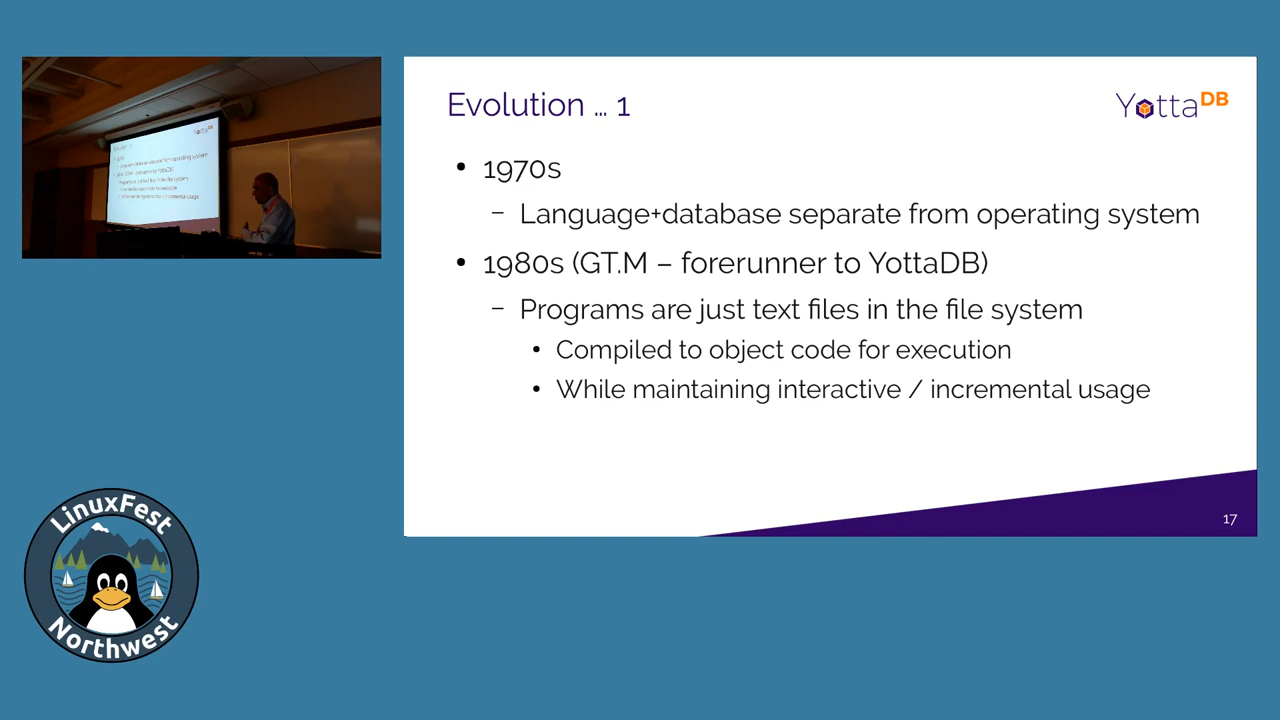 Evolution ... 1
YottaDB
• 1970s
– Language+database separate from operating system
• 1980s (GT.M – forerunner to YottaDB)
– Programs are just text files in the file system
• Compiled to object code for execution
• While maintaining interactive / incremental usage
17
LinuxFest
Northwest